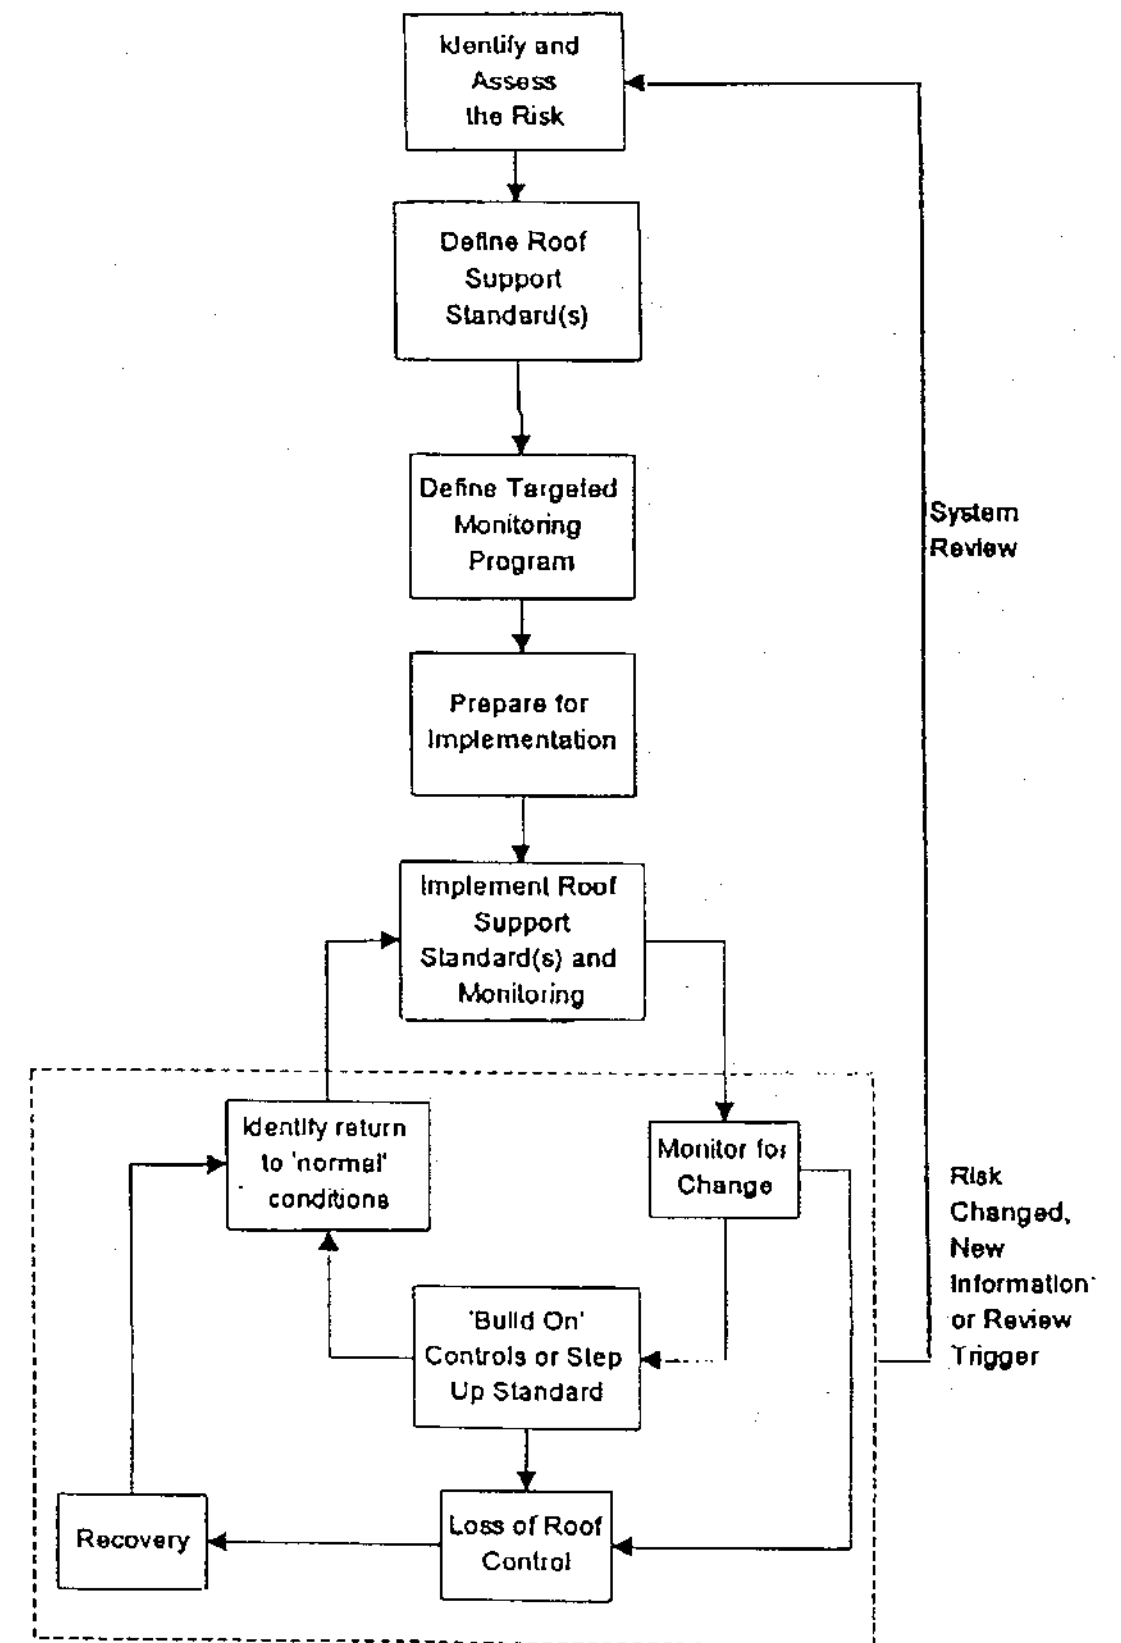 Identify and
Assess
the Risk
Define Roof
Support
Standard(s)
Define Targeted
Monitoring
Program
System
Review
Prepare for
Implementation
Implement Roof
Support
Standard(s) and
Monitoring
Identify return
to 'normal'
conditions
Monitor for
Change
Risk
Changed,
New
Information
or Review
Trigger
'Build On'
Controls or Step
Up Standard
Recovery
Loss of Roof
Control